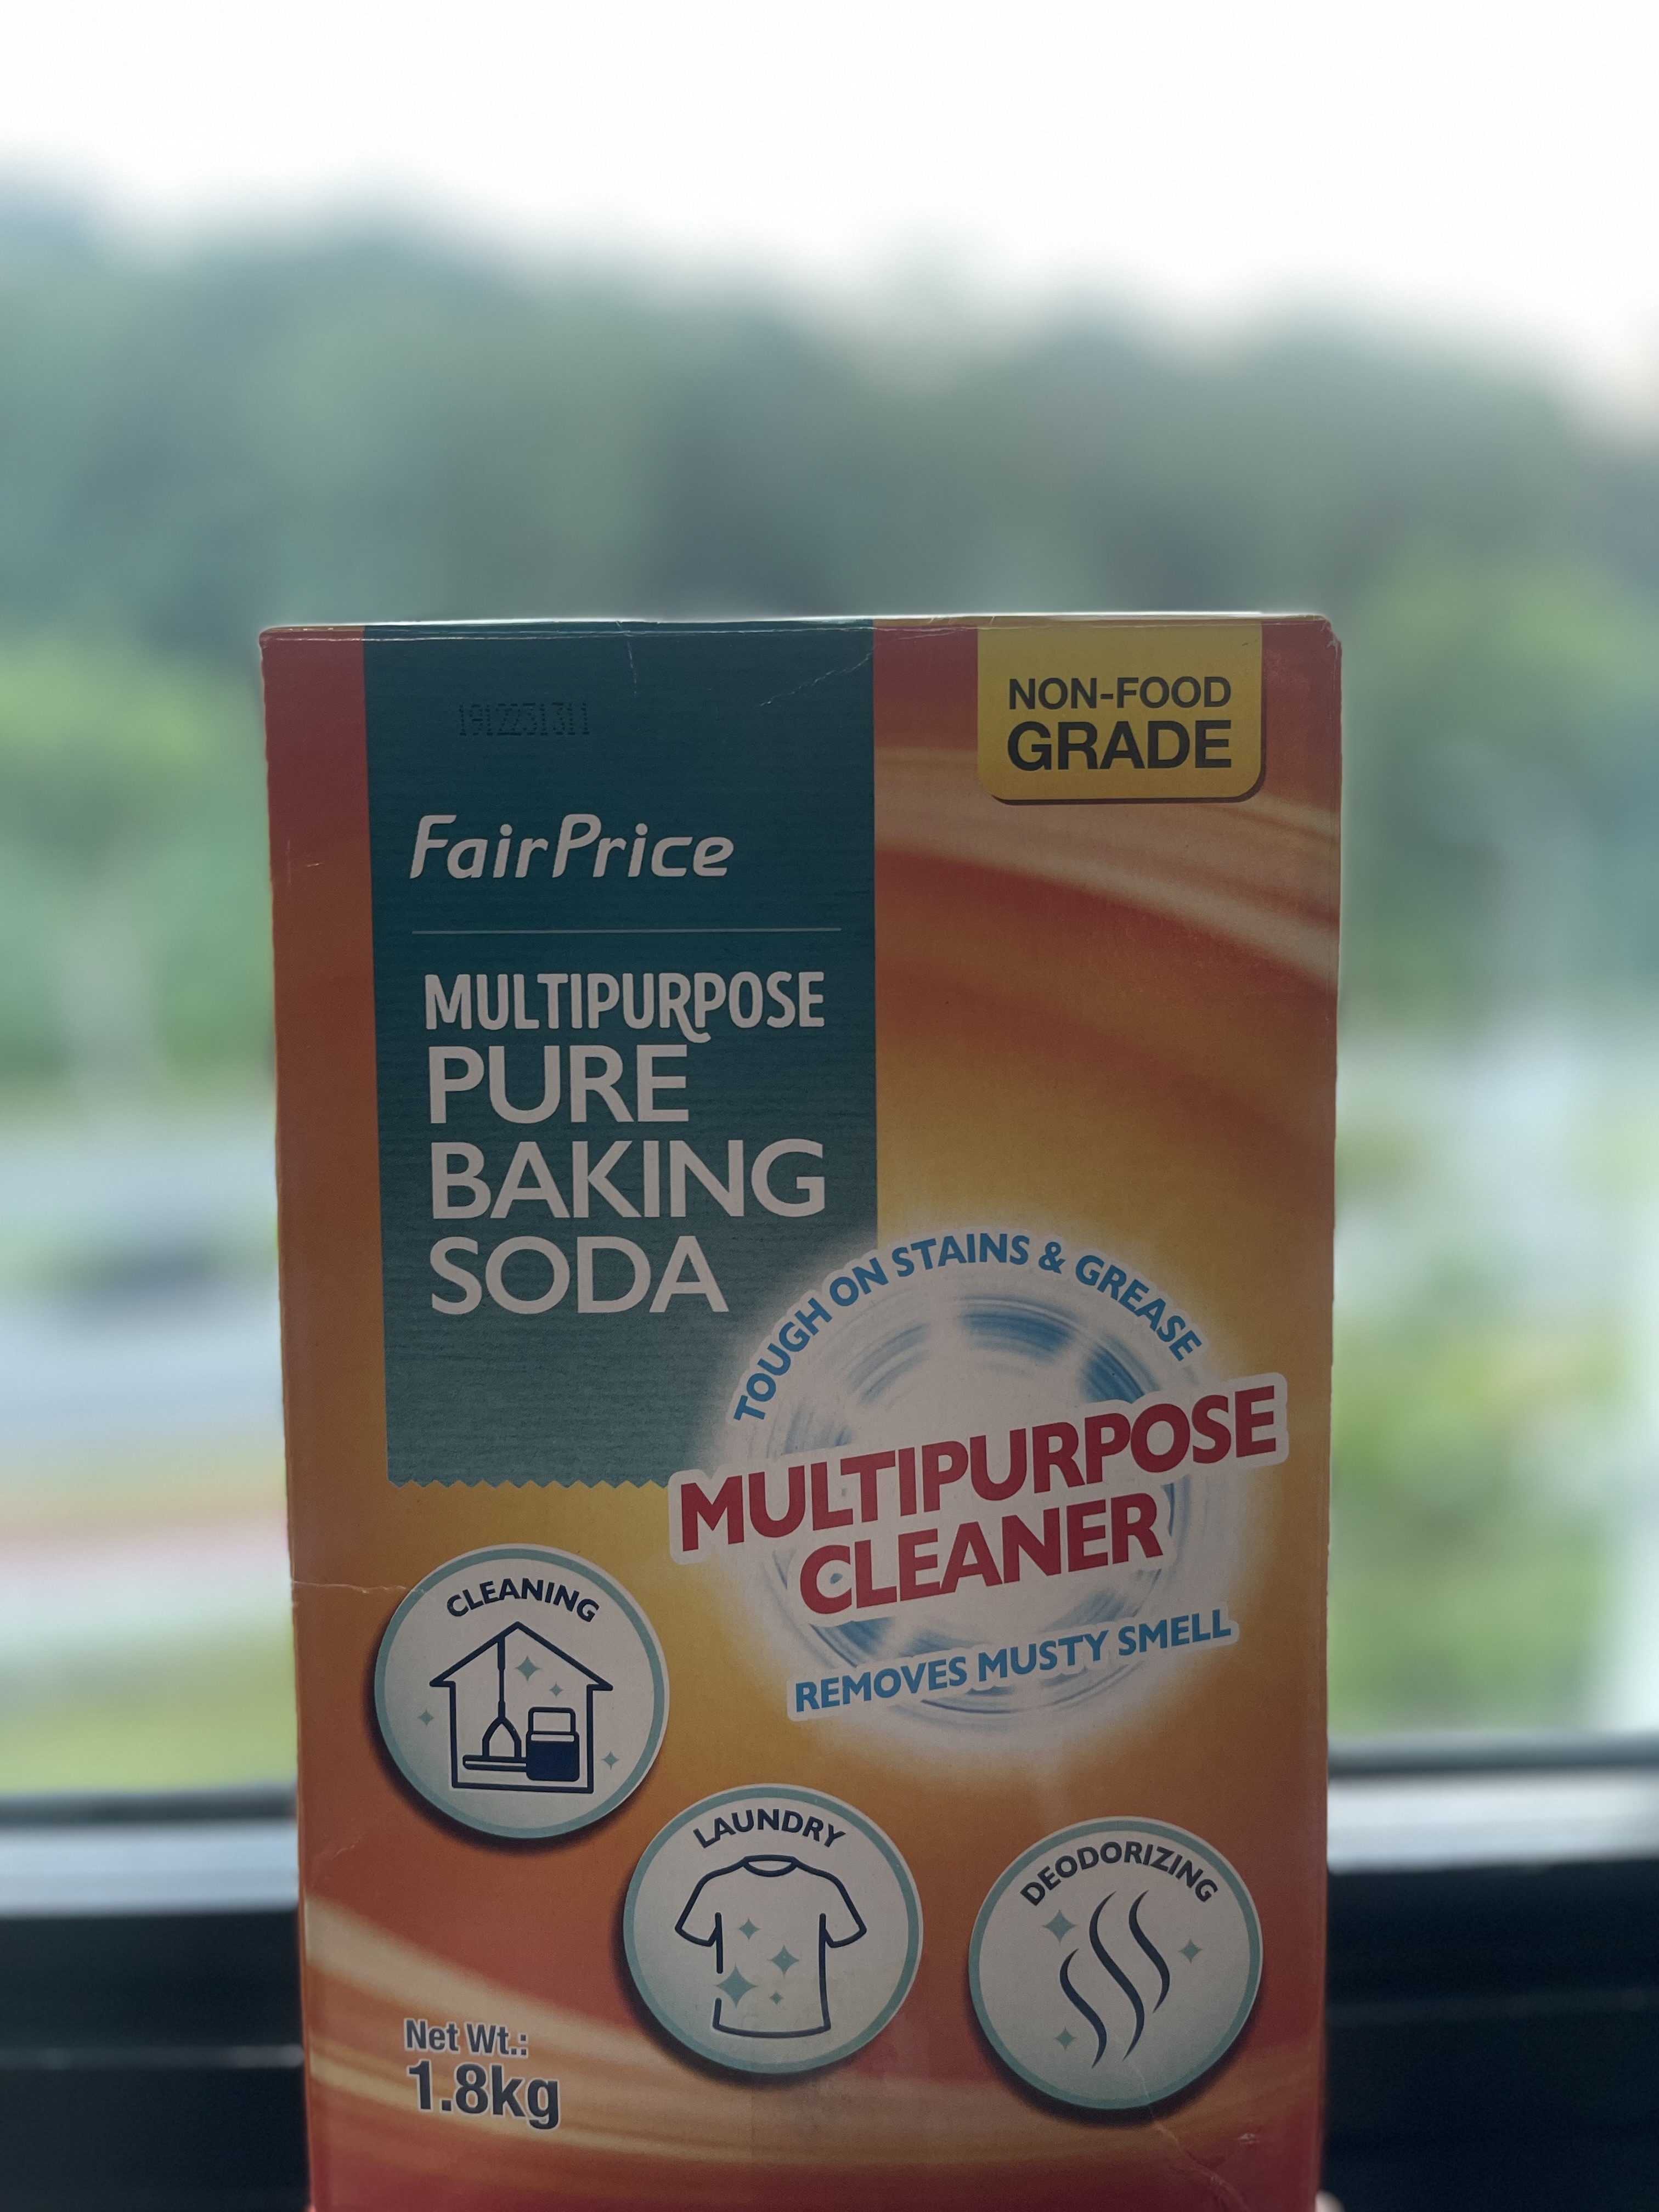 NON-FOOD
GRADE
FairPrice
MULTIPURPOSE
PURE
BAKING
SODA
TOUGH ON STAINS & GREASE
MULTIPURPOSE
CLEANER
REMOVES MUSTY SMELL
CLEANING
LAUNDRY
DEODORIZING
Net Wt.:
1.8kg